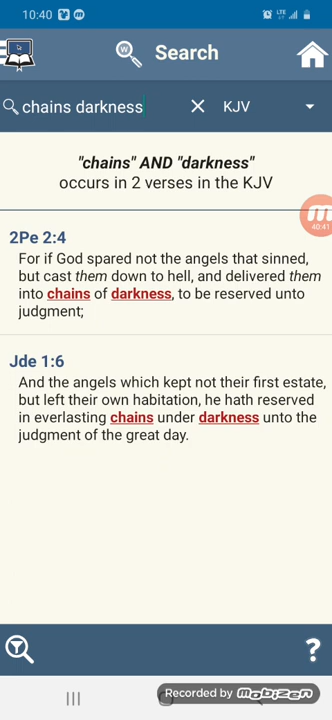 10:40
LTE
W
Search
chains darkness
KJV
"chains" AND "darkness"
occurs in 2 verses in the KJV
40:41
2Pe 2:4
For if God spared not the angels that sinned,
but cast them down to hell, and delivered them
into chains of darkness, to be reserved unto
judgment;
Jde 1:6
And the angels which kept not their first estate,
but left their own habitation, he hath reserved
in everlasting chains under darkness unto the
judgment of the great day.
?
Recorded by Mobizen